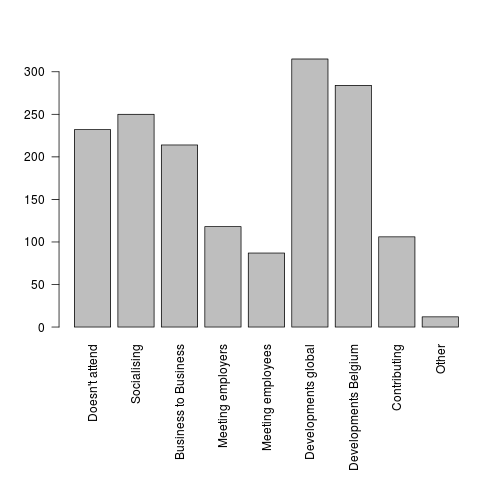 300
250
200
150
100
50
0
Doesn't attend
Socialising
Business to Business
Meeting employers
Meeting employees
Developments global
Developments Belgium
Contributing
Other